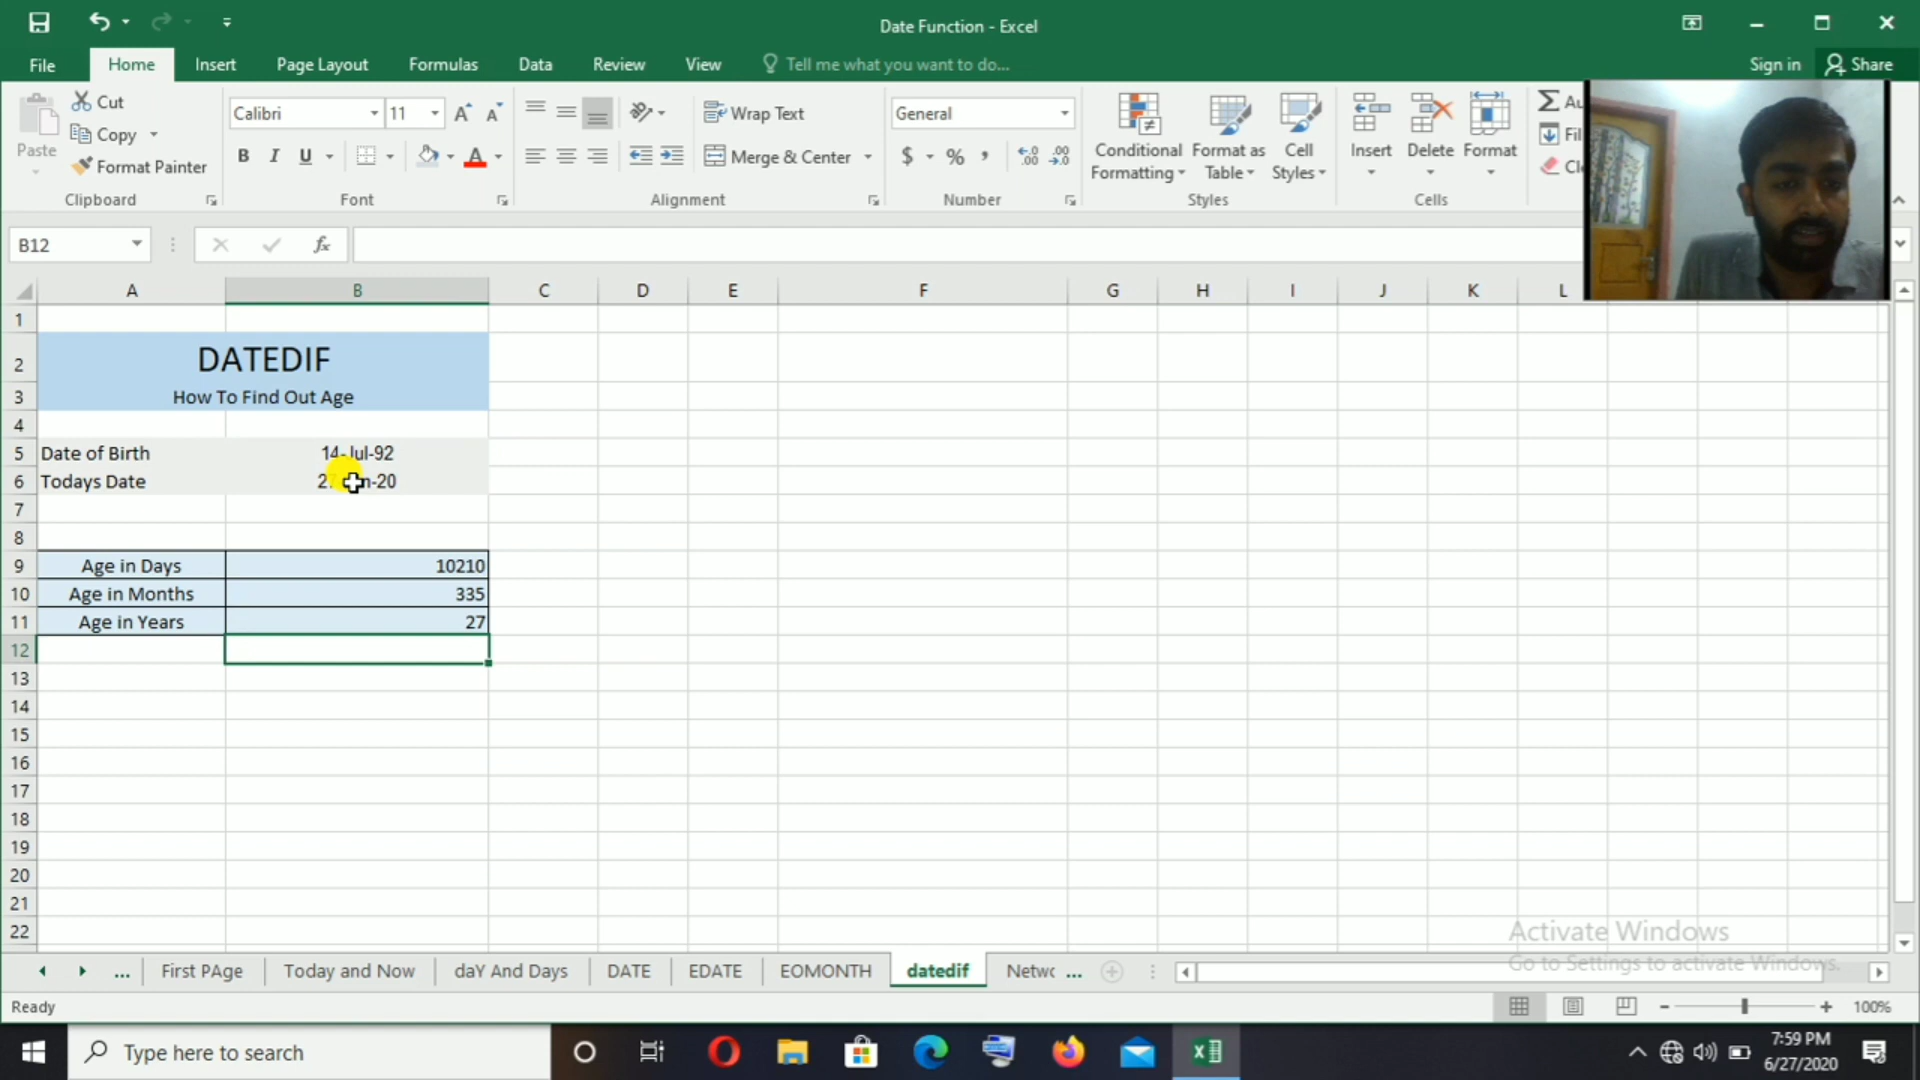 Date Function - Excel
File Home Insert Page Layout Formulas Data Review View Tell me what you want to do... Sign in Share
Cut
Copy
Format Painter
Paste
Clipboard
Calibri 11
B I U A
Font
Wrap Text
Merge & Center
Alignment
General
$ % ,
Number
Conditional Formatting
Format as Table
Cell Styles
Styles
Insert Delete Format
Cells
B12 fx
A B C D E F G H I J K L
1
2 DATEDIF
3 How To Find Out Age
4
5 Date of Birth 14-Jul-92
6 Todays Date
7
8
9 Age in Days 10210
10 Age in Months 335
11 Age in Years 27
12
13
14
15
16
17
18
19
20
21
22
Activate Windows
Go to Settings to activate Windows.
... First PAge Today and Now daY And Days DATE EDATE EOMONTH datedif Netwc ...
Ready 100%
Type here to search
7:59 PM
6/27/2020